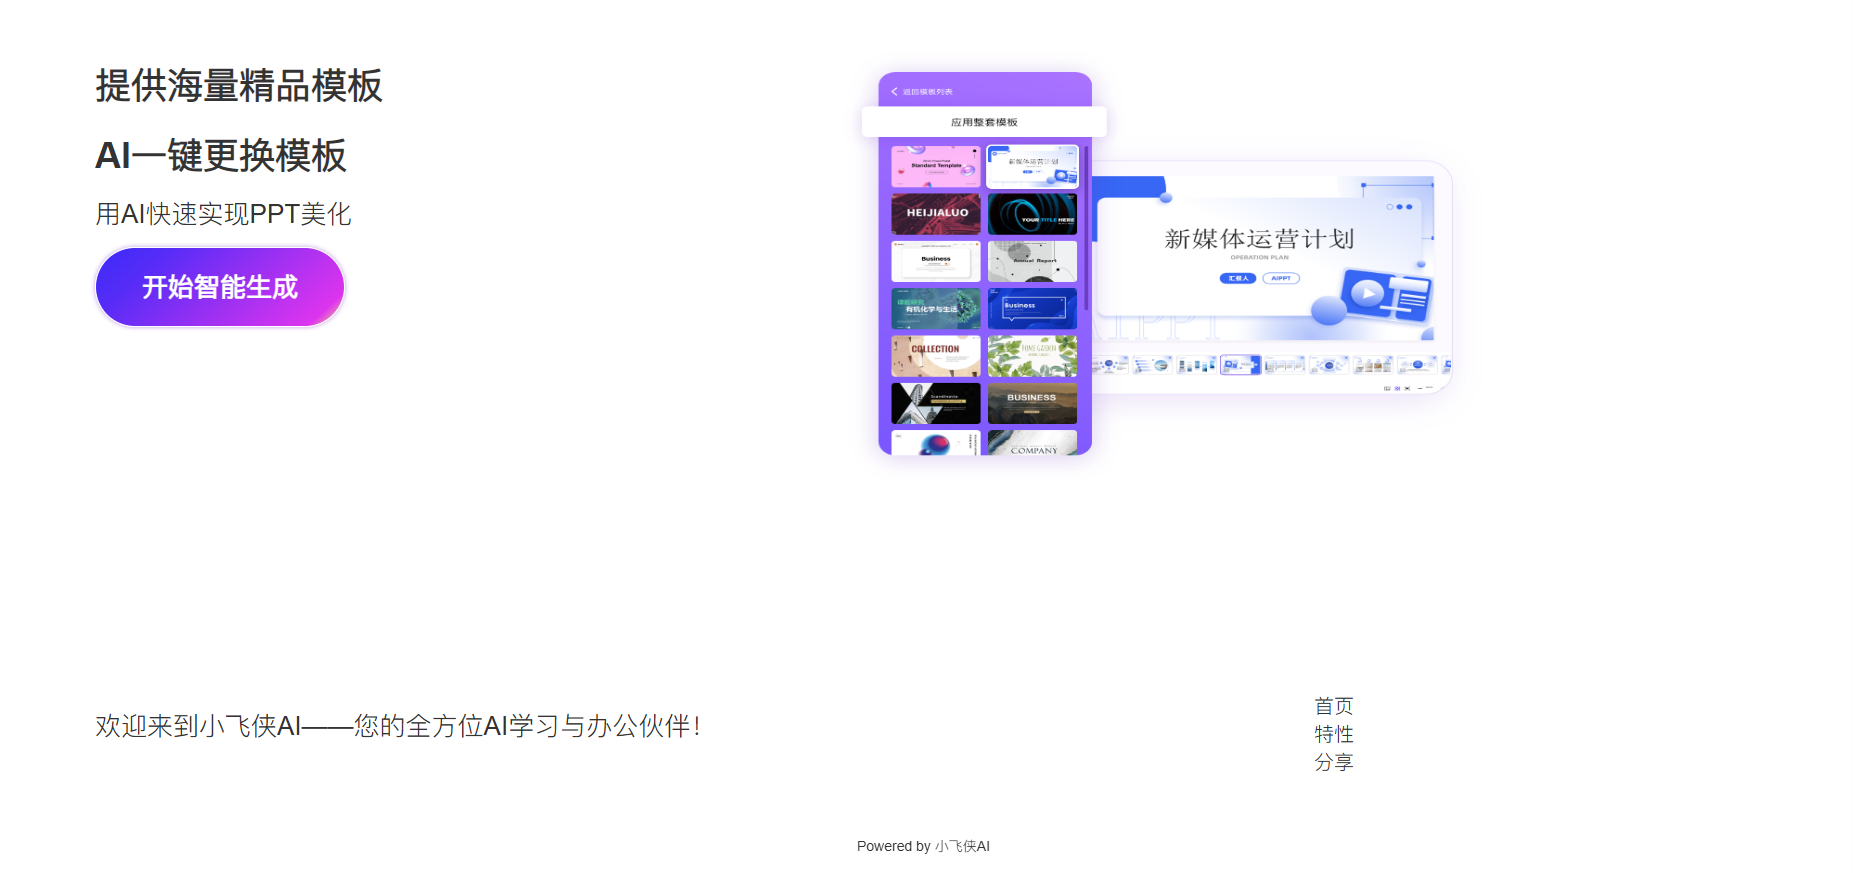 提供海量精品模板
AI一键更换模板
用AI快速实现PPT美化
开始智能生成
返回模板列表
应用整套模板
Standard Template
新媒体运营计划
HEIJIALUO
YOUR TITLE HERE
Business
Annual Report
课题研究
有机化学与生活
Business
COLLECTION
BUSINESS
COMPANY
新媒体运营计划
OPERATION PLAN
汇报人
AIPPT
欢迎来到小飞侠AI——您的全方位AI学习与办公伙伴！
首页
特性
分享
Powered by 小飞侠AI